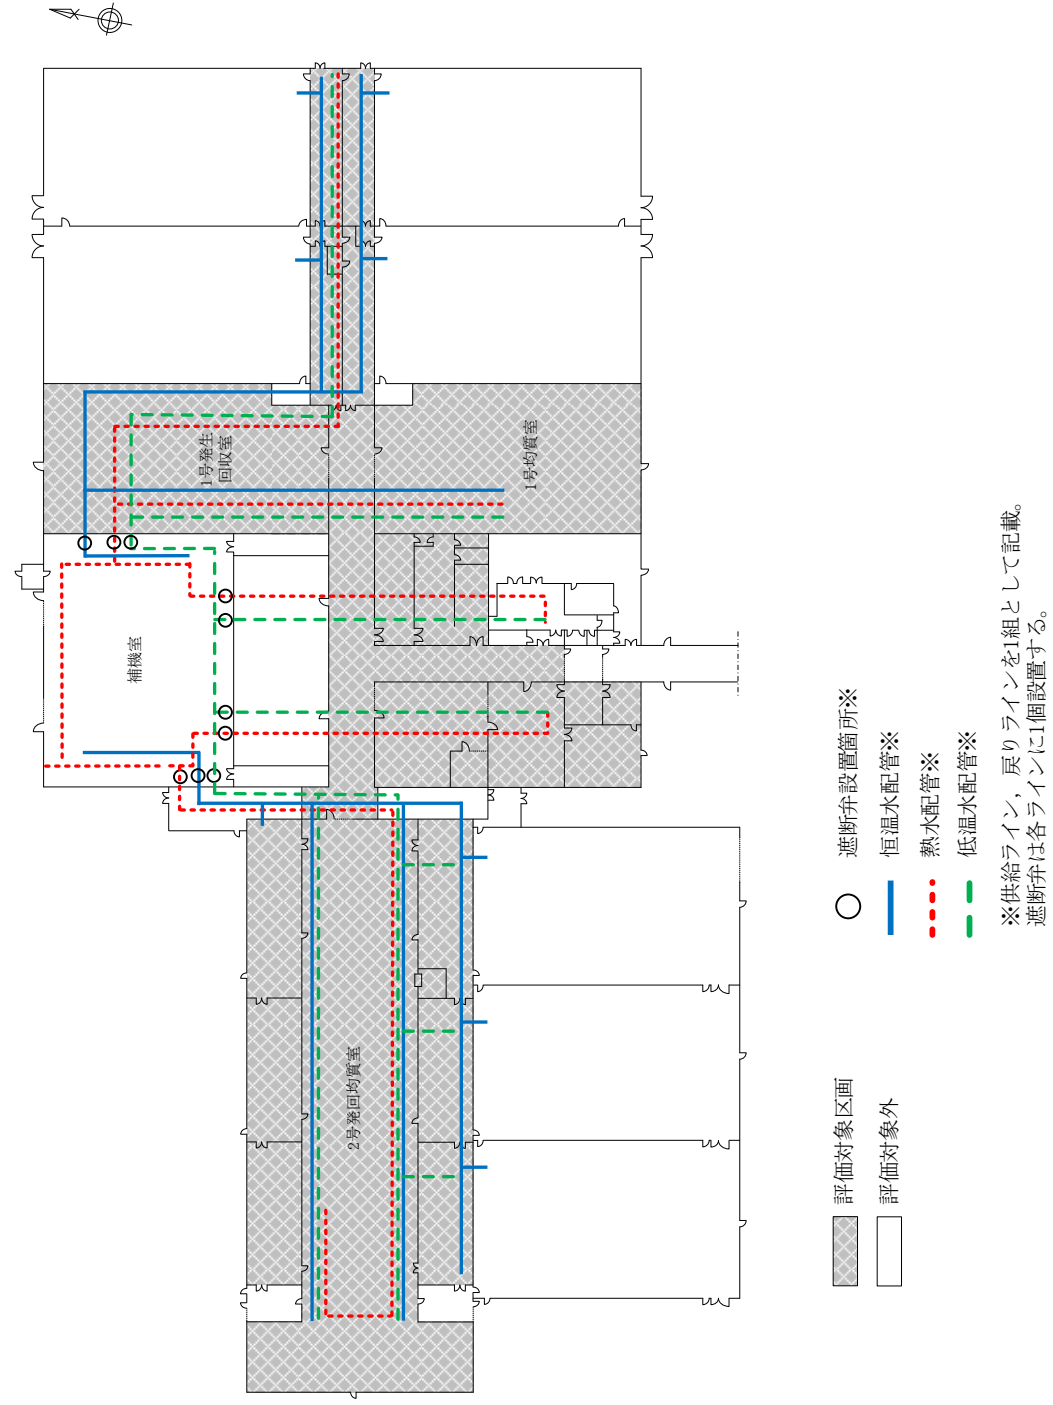 1号発生
回収室
1号均質室
補機室
2号発回均質室
遮断弁設置箇所※
恒温水配管※
熱水配管※
低温水配管※
※供給ライン，戻りラインを1組として記載。
遮断弁は各ラインに1個設置する。
評価対象区画
評価対象外